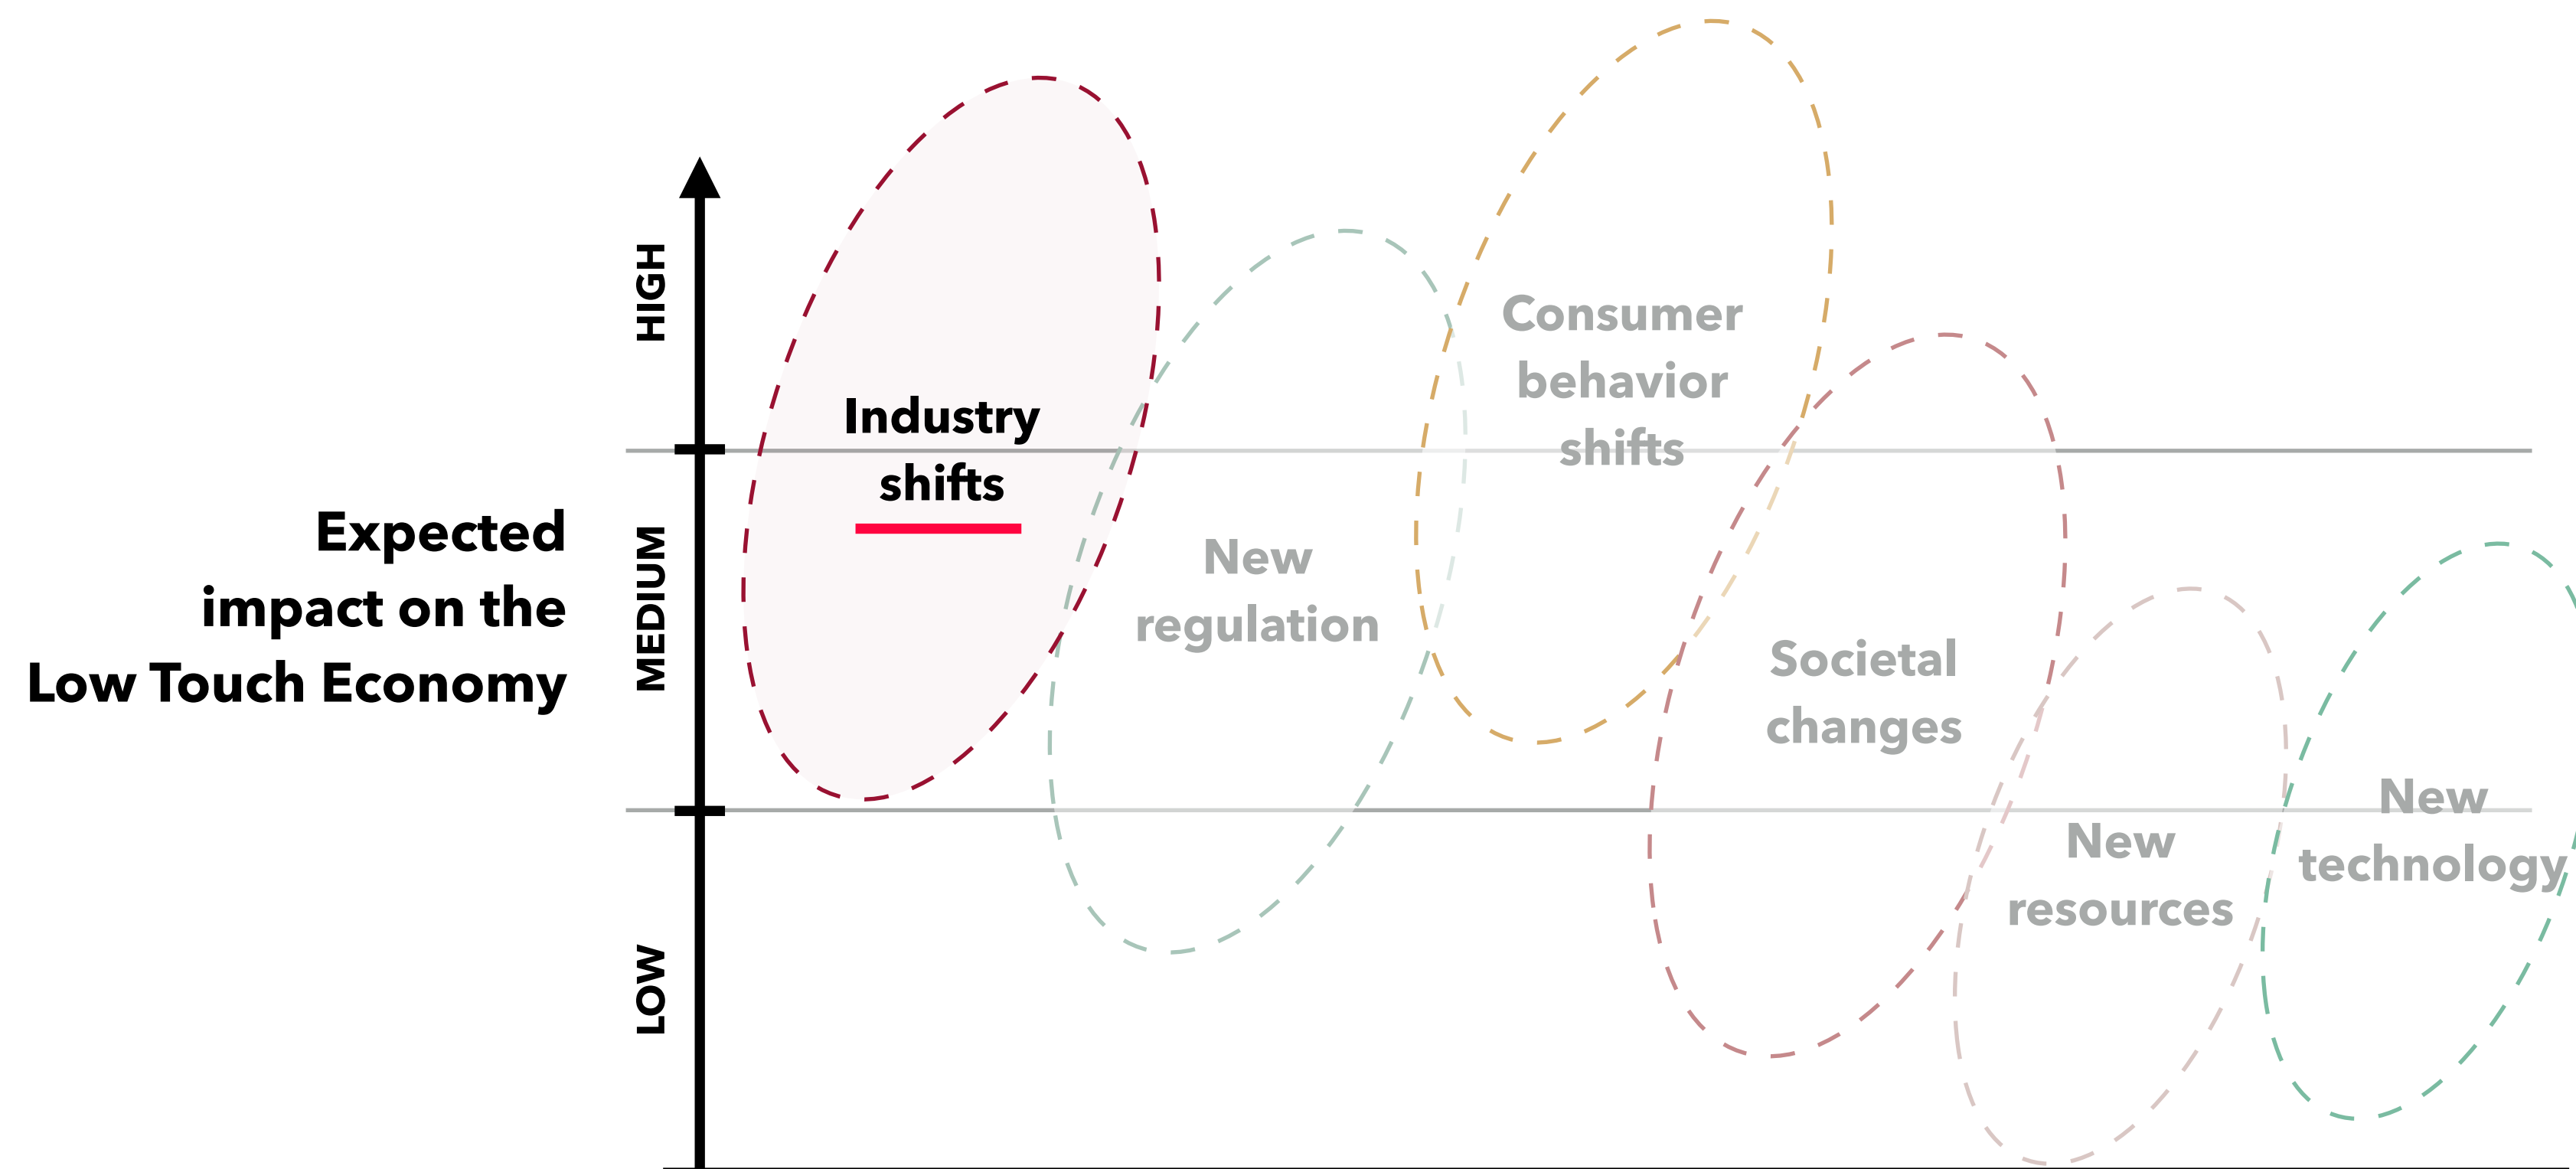 Expected
impact on the
Low Touch Economy
HIGH
MEDIUM
LOW
Industry
shifts
New
regulation
Consumer
behavior
shifts
Societal
changes
New
resources
New
technology